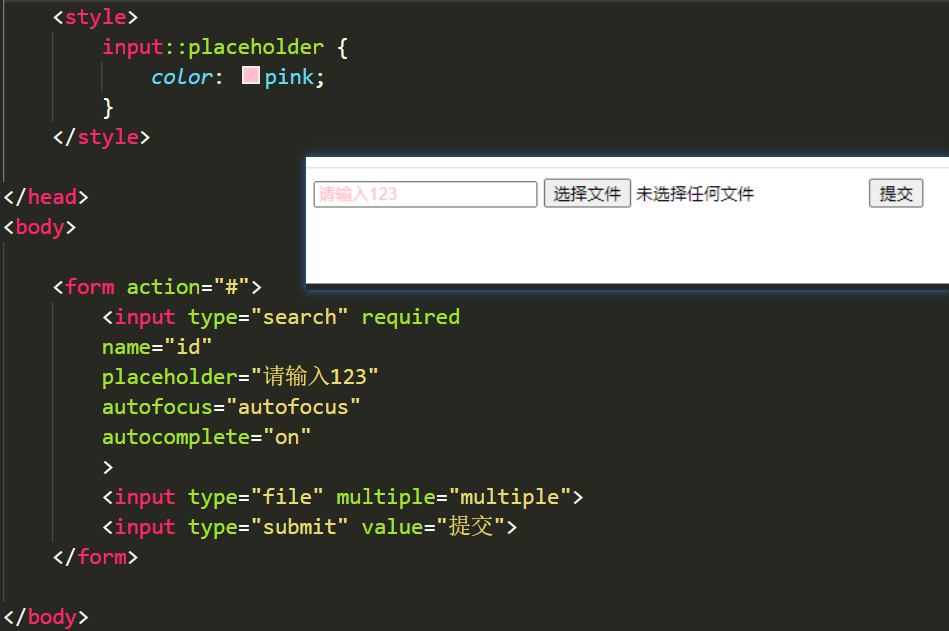 <style>
input::placeholder {
color: pink;
}
</style>
</head>
<body>
请输入123 选择文件 未选择任何文件 提交
<form action="#">
<input type="search" required
name="id"
placeholder="请输入123"
autofocus="autofocus"
autocomplete="on"
>
<input type="file" multiple="multiple">
<input type="submit" value="提交">
</form>
</body>